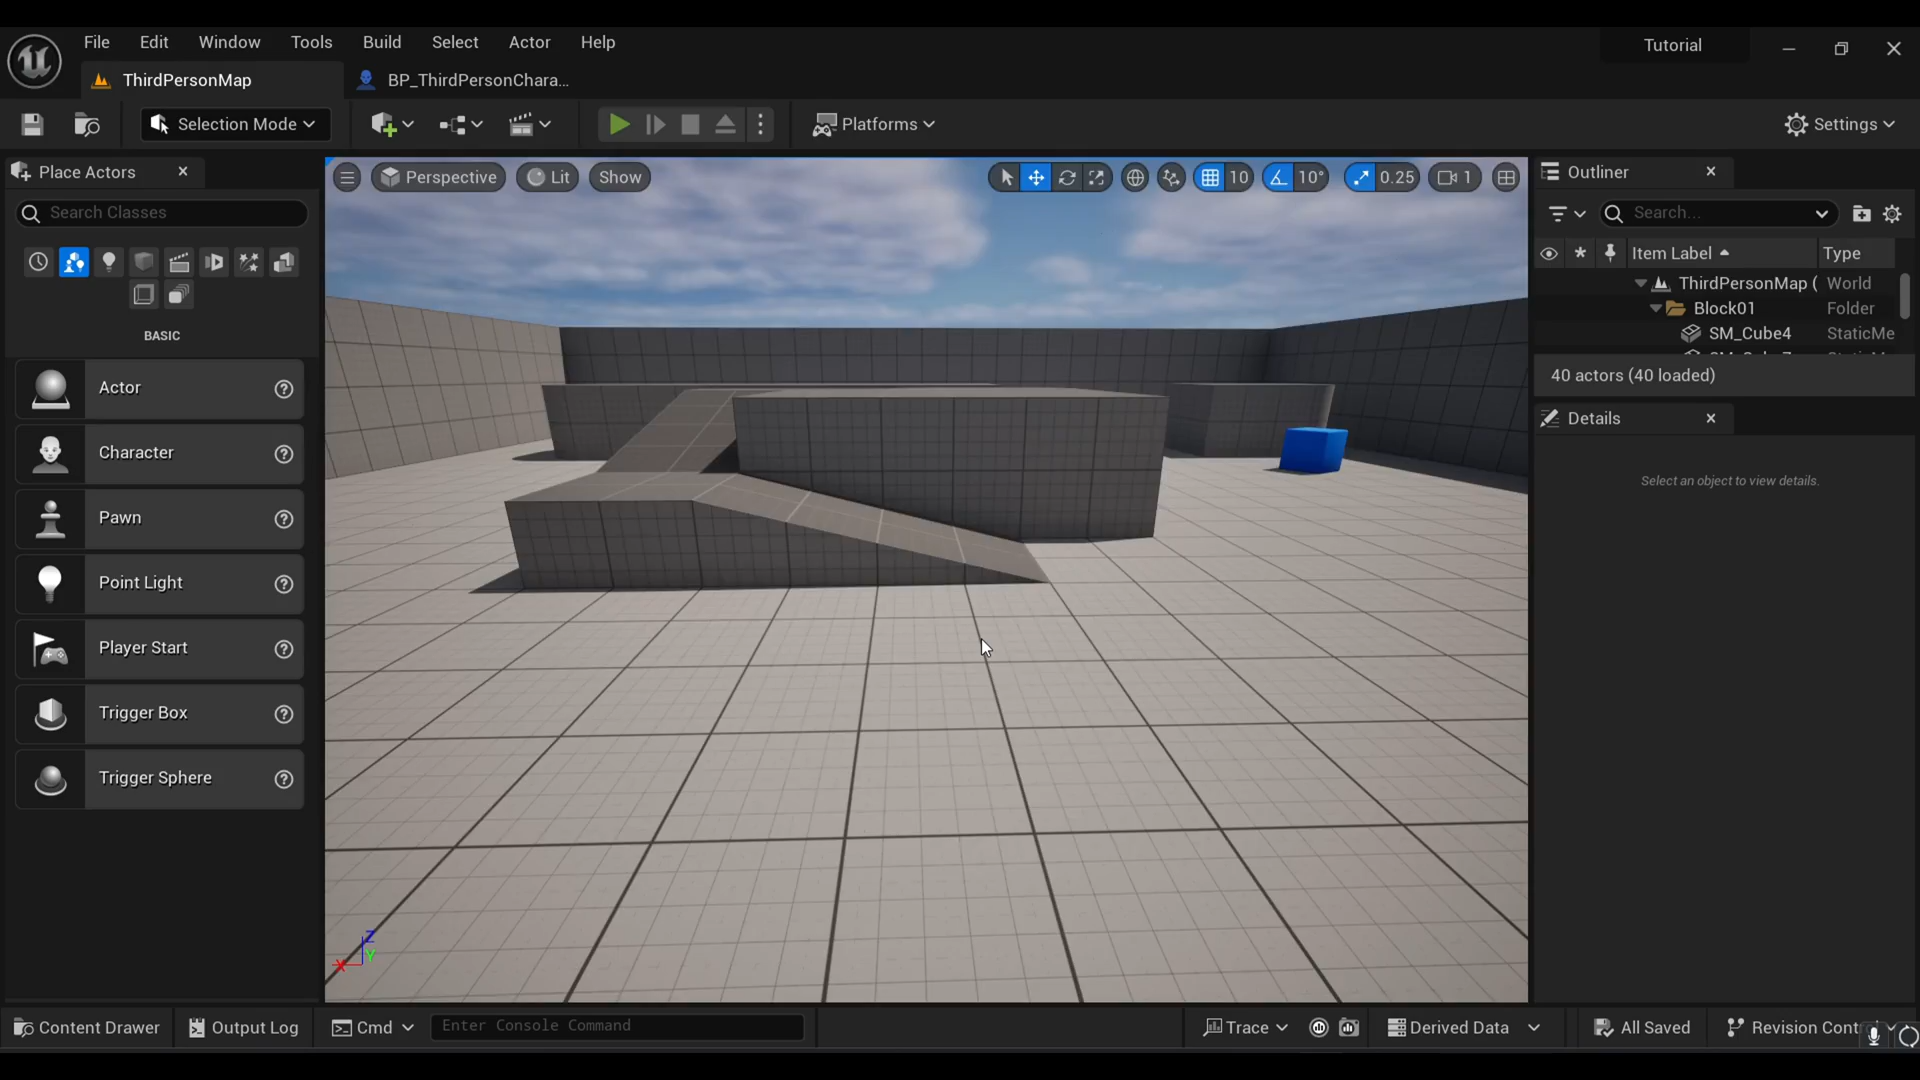 File Edit Window Tools Build Select Actor Help
Tutorial
ThirdPersonMap
BP_ThirdPersonChara...
Selection Mode
Platforms
Settings
Place Actors
Search Classes
BASIC
Actor
Character
Pawn
Point Light
Player Start
Trigger Box
Trigger Sphere
Perspective Lit Show
10 10° 0.25 1
Z
Y
X
Outliner
Search...
Item Label Type
ThirdPersonMap ( World
Block01 Folder
SM_Cube4 StaticMe
40 actors (40 loaded)
Details
Select an object to view details.
Content Drawer Output Log Cmd Enter Console Command Trace Derived Data All Saved Revision Contr